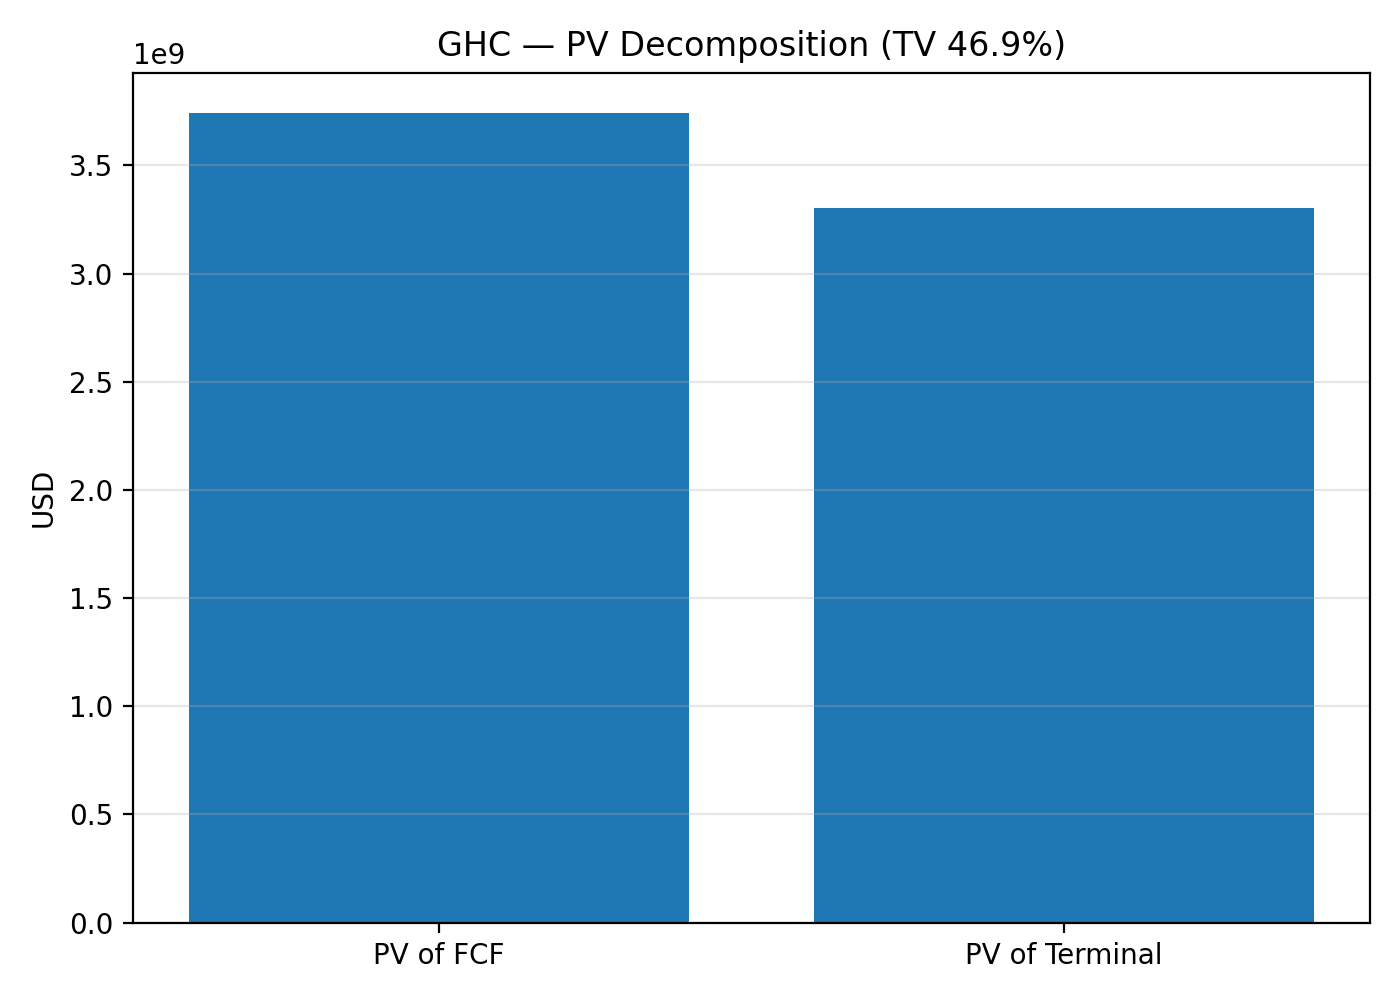 GHC — PV Decomposition (TV 46.9%)
1e9
3.5
3.0
2.5
2.0
1.5
1.0
0.5
0.0
USD
PV of FCF
PV of Terminal